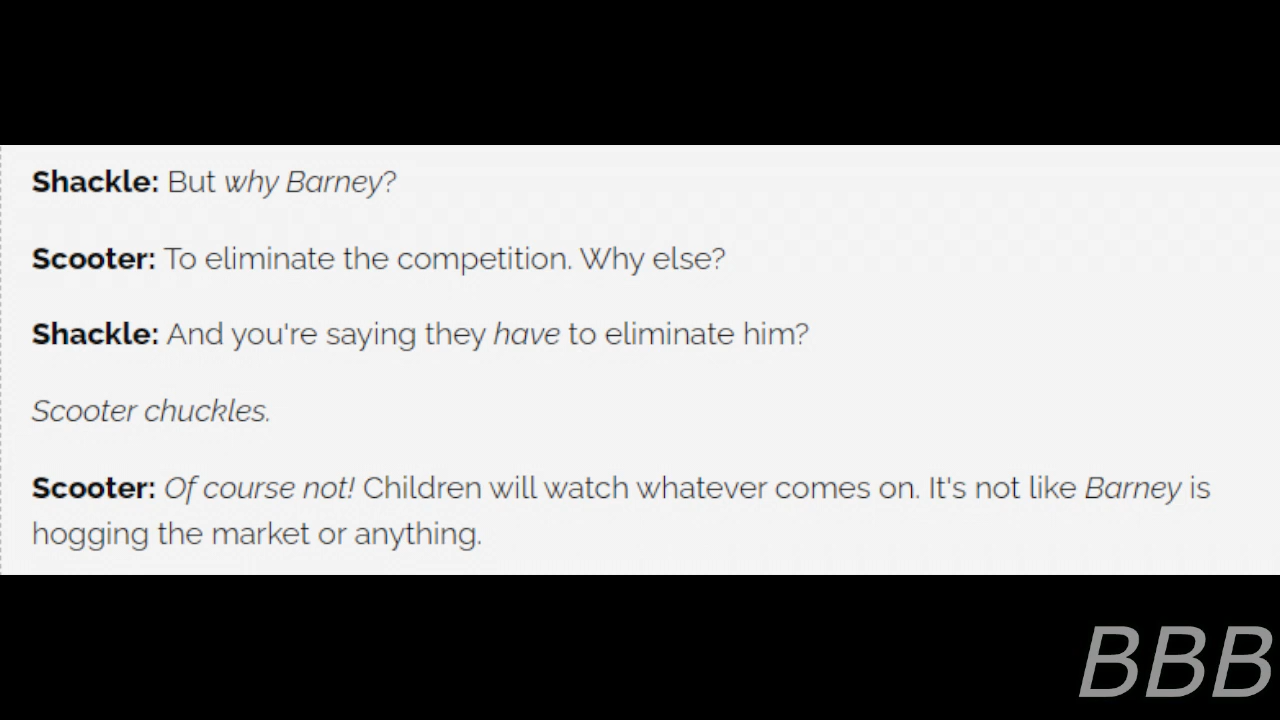 Shackle: But why Barney?
Scooter: To eliminate the competition. Why else?
Shackle: And you're saying they have to eliminate him?
Scooter chuckles.
Scooter: Of course not! Children will watch whatever comes on. It's not like Barney is
hogging the market or anything.
BBB